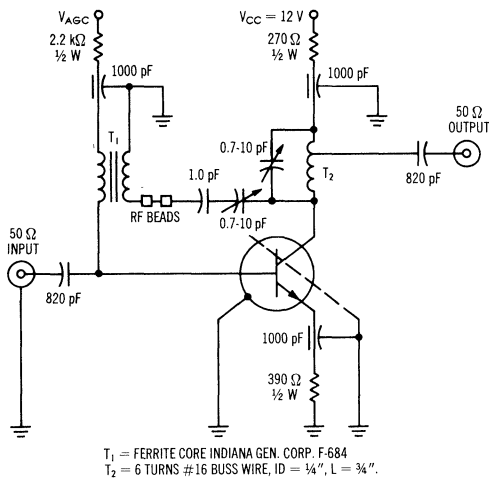 V_AGC
2.2 kΩ
½ W
1000 pF
T₁
V_CC = 12 V
270 Ω
½ W
1000 pF
50 Ω
OUTPUT
0.7-10 pF
T₂
820 pF
1.0 pF
RF BEADS
0.7-10 pF
50 Ω
INPUT
820 pF
1000 pF
390 Ω
½ W
T₁ = FERRITE CORE INDIANA GEN. CORP. F-684
T₂ = 6 TURNS #16 BUSS WIRE, ID = ¼″, L = ¾″.